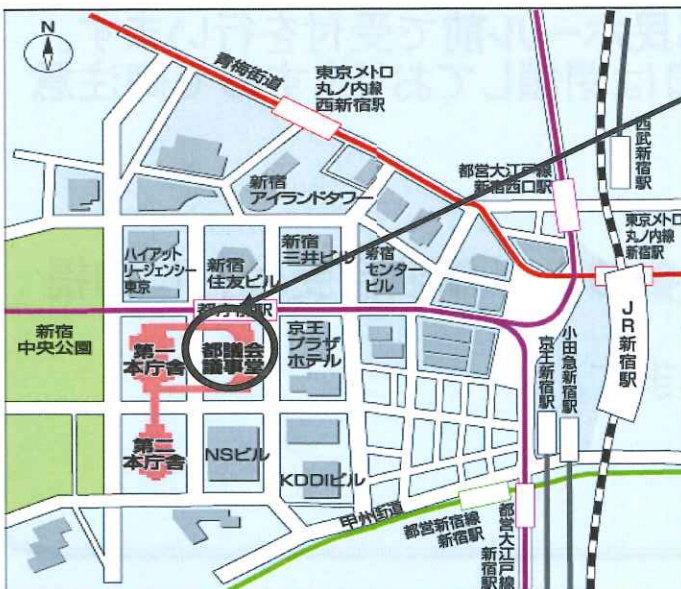 N
青梅街道
東京メトロ
丸ノ内線
西新宿駅
西武新宿駅
都営大江戸線
新宿西口駅
新宿
アイランドタワー
東京メトロ
丸ノ内線
新宿駅
ハイアット
リージェンシー
東京
新宿
住友ビル
新宿
三井ビル
新宿
センター
ビル
都庁前駅
JR新宿駅
新宿
中央公園
第一
本庁舎
都議会
議事堂
京王
プラザ
ホテル
小田急新宿駅
京王新宿駅
第二
本庁舎
NSビル
KDDIビル
甲州街道
都営新宿線
新宿駅
都営大江戸線
新宿駅